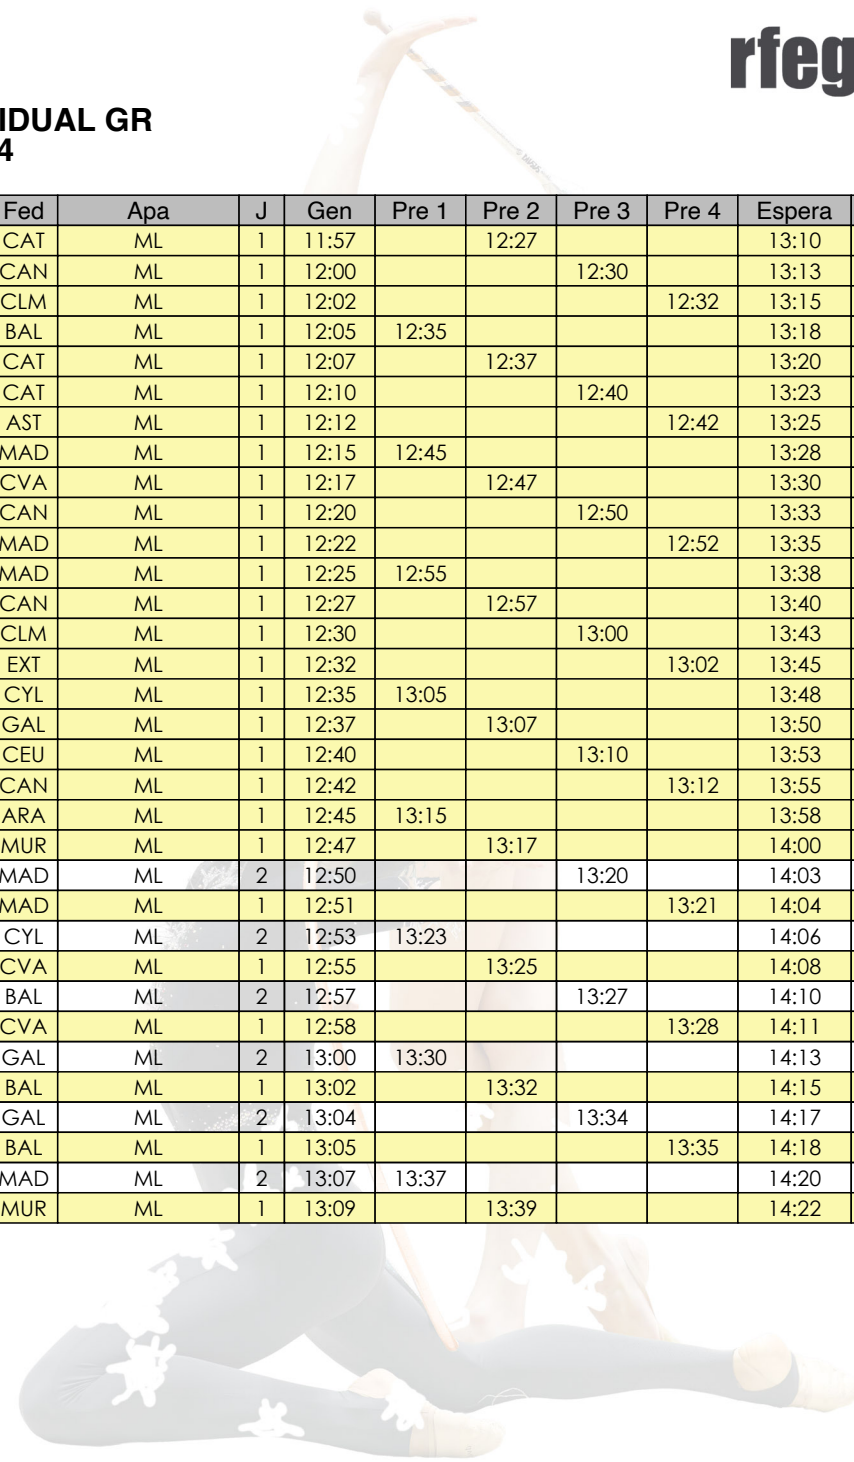 rfeg
IDUAL GR
4
Fed Apa J Gen Pre 1 Pre 2 Pre 3 Pre 4 Espera
CAT ML 1 11:57 12:27 13:10
CAN ML 1 12:00 12:30 13:13
CLM ML 1 12:02 12:32 13:15
BAL ML 1 12:05 12:35 13:18
CAT ML 1 12:07 12:37 13:20
CAT ML 1 12:10 12:40 13:23
AST ML 1 12:12 12:42 13:25
MAD ML 1 12:15 12:45 13:28
CVA ML 1 12:17 12:47 13:30
CAN ML 1 12:20 12:50 13:33
MAD ML 1 12:22 12:52 13:35
MAD ML 1 12:25 12:55 13:38
CAN ML 1 12:27 12:57 13:40
CLM ML 1 12:30 13:00 13:43
EXT ML 1 12:32 13:02 13:45
CYL ML 1 12:35 13:05 13:48
GAL ML 1 12:37 13:07 13:50
CEU ML 1 12:40 13:10 13:53
CAN ML 1 12:42 13:12 13:55
ARA ML 1 12:45 13:15 13:58
MUR ML 1 12:47 13:17 14:00
MAD ML 2 12:50 13:20 14:03
MAD ML 1 12:51 13:21 14:04
CYL ML 2 12:53 13:23 14:06
CVA ML 1 12:55 13:25 14:08
BAL ML 2 12:57 13:27 14:10
CVA ML 1 12:58 13:28 14:11
GAL ML 2 13:00 13:30 14:13
BAL ML 1 13:02 13:32 14:15
GAL ML 2 13:04 13:34 14:17
BAL ML 1 13:05 13:35 14:18
MAD ML 2 13:07 13:37 14:20
MUR ML 1 13:09 13:39 14:22